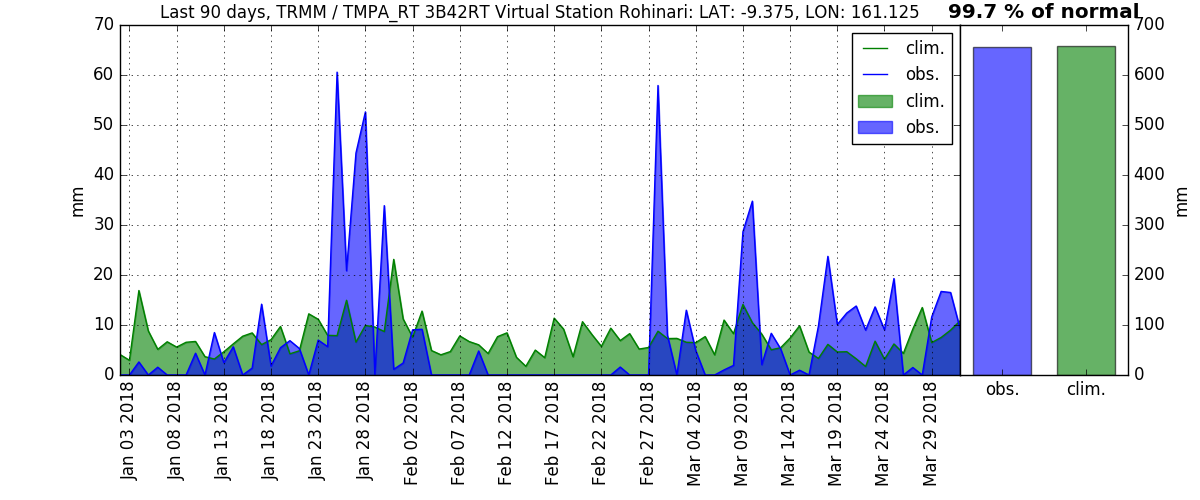 Last 90 days, TRMM / TMPA_RT 3B42RT Virtual Station Rohinari: LAT: -9.375, LON: 161.125
99.7 % of normal
70
60
50
40
30
20
10
0
mm
clim.
obs.
clim.
obs.
700
600
500
400
300
200
100
0
mm
Jan 03 2018
Jan 08 2018
Jan 13 2018
Jan 18 2018
Jan 23 2018
Jan 28 2018
Feb 02 2018
Feb 07 2018
Feb 12 2018
Feb 17 2018
Feb 22 2018
Feb 27 2018
Mar 04 2018
Mar 09 2018
Mar 14 2018
Mar 19 2018
Mar 24 2018
Mar 29 2018
obs.
clim.